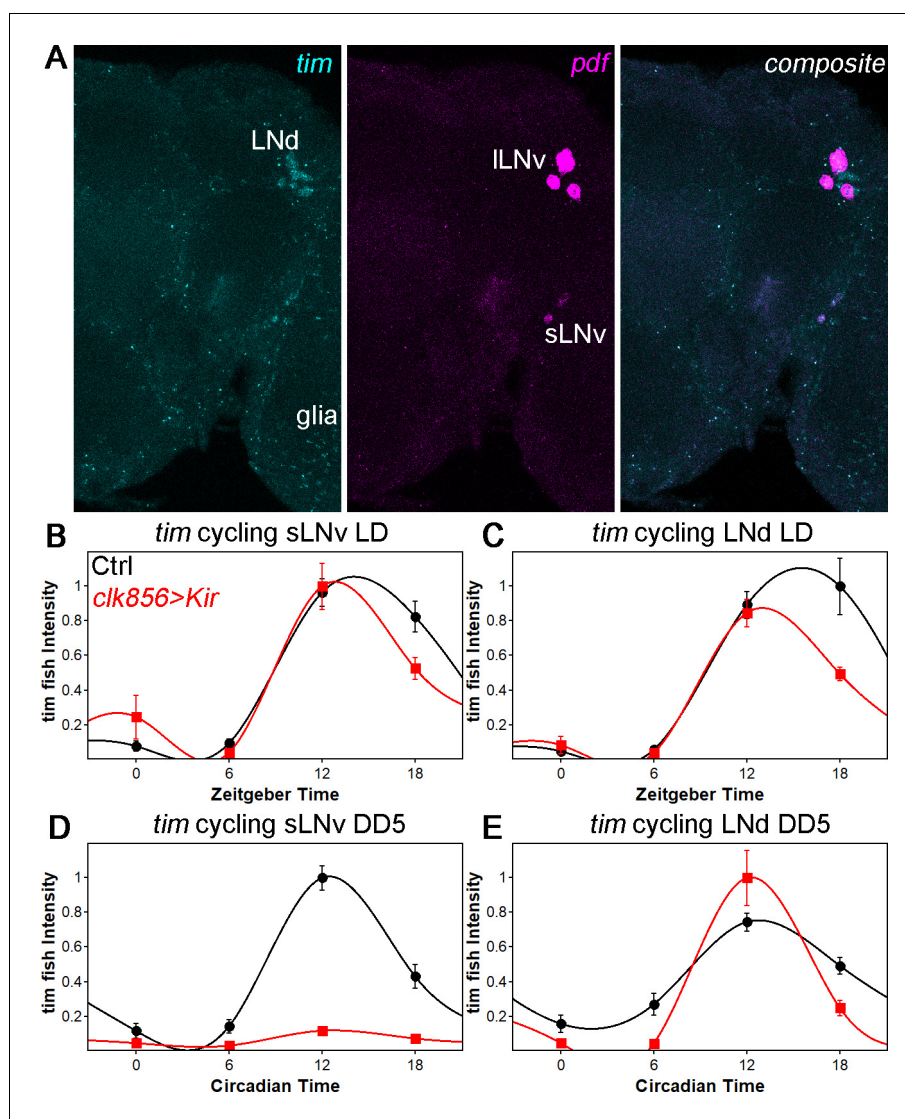 A
tim
pdf
composite
LNd
lLNv
sLNv
glia
B
tim cycling sLNv LD
C
tim cycling LNd LD
Ctrl
clk856>Kir
tim fish Intensity
1
0.8
0.6
0.4
0.2
0
6
12
18
Zeitgeber Time
tim fish Intensity
1
0.8
0.6
0.4
0.2
0
6
12
18
Zeitgeber Time
D
tim cycling sLNv DD5
E
tim cycling LNd DD5
tim fish Intensity
1
0.8
0.6
0.4
0.2
0
6
12
18
Circadian Time
tim fish Intensity
1
0.8
0.6
0.4
0.2
0
6
12
18
Circadian Time